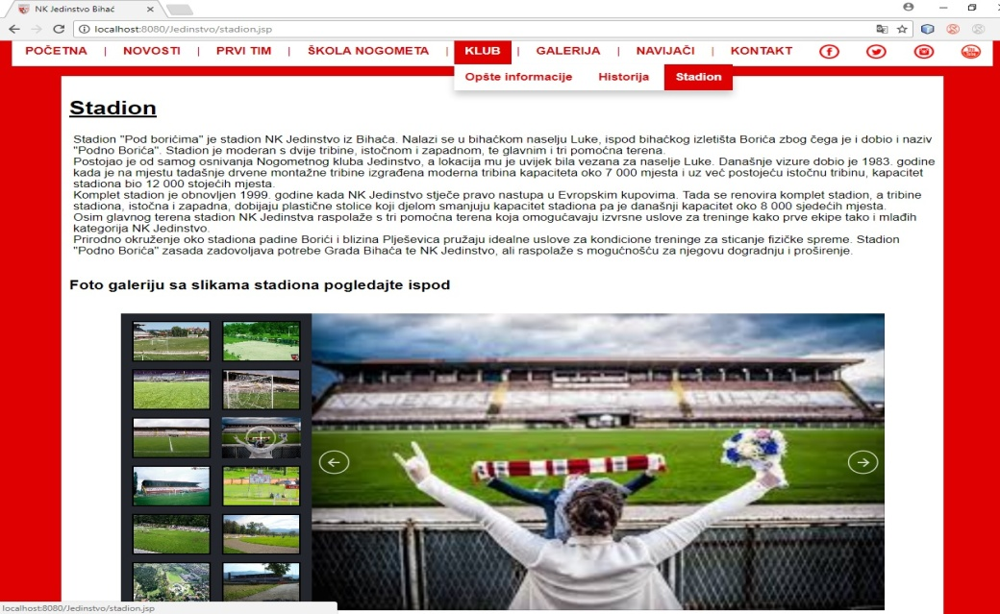 NK Jedinstvo Bihać
localhost:8080/Jedinstvo/stadion.jsp
POČETNA | NOVOSTI | PRVI TIM | ŠKOLA NOGOMETA | KLUB | GALERIJA | NAVIJAČI | KONTAKT
Opšte informacije Historija Stadion
Stadion
Stadion "Pod borićima" je stadion NK Jedinstvo iz Bihaća. Nalazi se u bihaćkom naselju Luke, ispod bihaćkog izletišta Borića zbog čega je i dobio i naziv
"Podno Borića". Stadion je moderan s dvije tribine, istočnom i zapadnom, te glavnim i tri pomoćna terena.
Postojao je od samog osnivanja Nogometnog kluba Jedinstvo, a lokacija mu je uvijek bila vezana za naselje Luke. Današnje vizure dobio je 1983. godine
kada je na mjestu tadašnje drvene montažne tribine izgrađena moderna tribina kapaciteta oko 7 000 mjesta i uz već postojeću istočnu tribinu, kapacitet
stadiona bio 12 000 stojećih mjesta.
Komplet stadion je obnovljen 1999. godine kada NK Jedinstvo stječe pravo nastupa u Evropskim kupovima. Tada se renovira komplet stadion, a tribine
stadiona, istočna i zapadna, dobijaju plastične stolice koji djelom smanjuju kapacitet stadiona pa je današnji kapacitet oko 8 000 sjedećih mjesta.
Osim glavnog terena stadion NK Jedinstva raspolaže s tri pomoćna terena koja omogućavaju izvrsne uslove za treninge kako prve ekipe tako i mlađih
kategorija NK Jedinstvo.
Prirodno okruženje oko stadiona padine Borići i blizina Plješevica pružaju idealne uslove za kondicione treninge za sticanje fizičke spreme. Stadion
"Podno Borića" zasada zadovoljava potrebe Grada Bihaća te NK Jedinstvo, ali raspolaže s mogućnošću za njegovu dogradnju i proširenje.
Foto galeriju sa slikama stadiona pogledajte ispod
localhost:8080/Jedinstvo/stadion.jsp